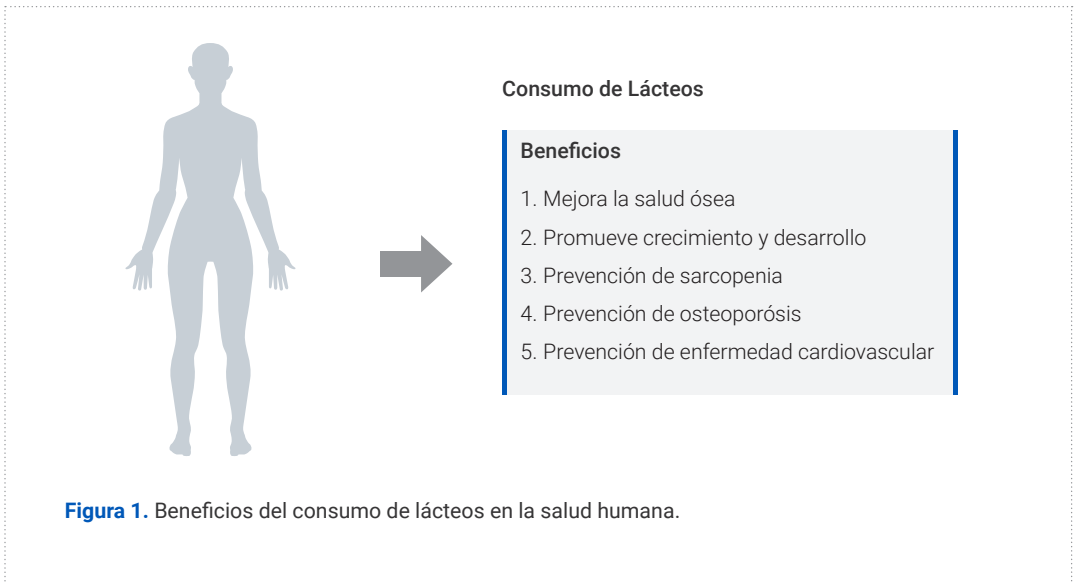 Consumo de Lácteos
Beneficios
1. Mejora la salud ósea
2. Promueve crecimiento y desarrollo
3. Prevención de sarcopenia
4. Prevención de osteoporósis
5. Prevención de enfermedad cardiovascular
Figura 1. Beneficios del consumo de lácteos en la salud humana.